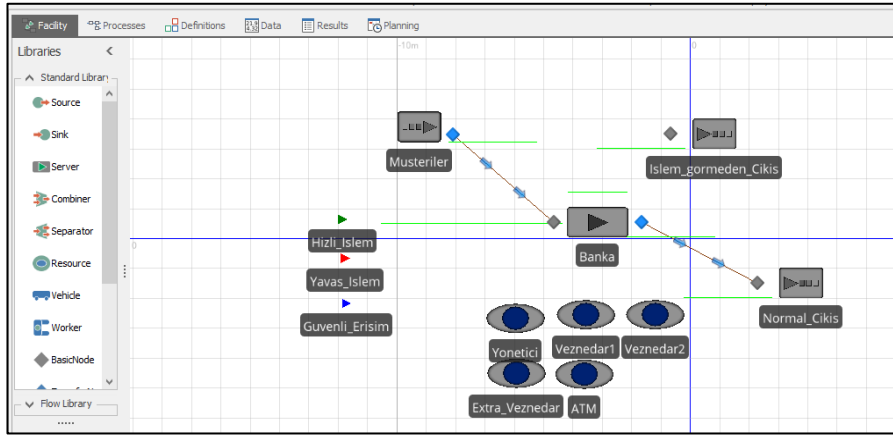 Facility Processes Definitions Data Results Planning
Libraries
Standard Library
Source
Sink
Server
Combiner
Separator
Resource
Vehicle
Worker
BasicNode
Flow Library
-10m 0
0
Musteriler
Islem_gormeden_Cikis
Hizli_Islem
Banka
Yavas_Islem
Guvenli_Erisim
Normal_Cikis
Yonetici Veznedar1 Veznedar2
Extra_Veznedar ATM